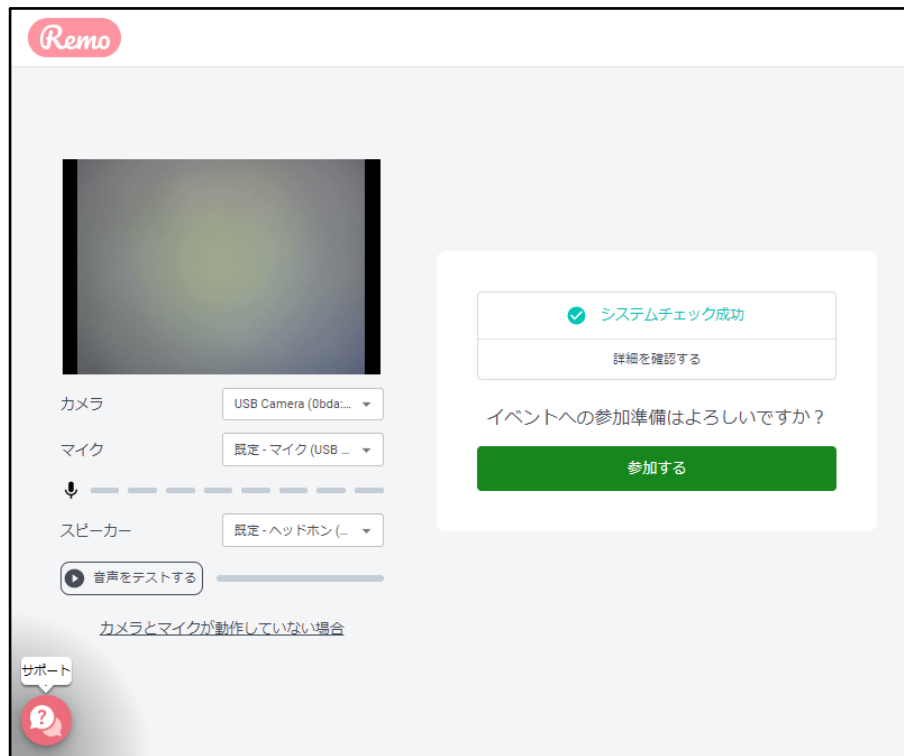 Remo
カメラ
USB Camera (0bda:...
マイク
既定 - マイク (USB ...
スピーカー
既定 - ヘッドホン (...
音声をテストする
カメラとマイクが動作していない場合
サポート
?
システムチェック成功
詳細を確認する
イベントへの参加準備はよろしいですか？
参加する